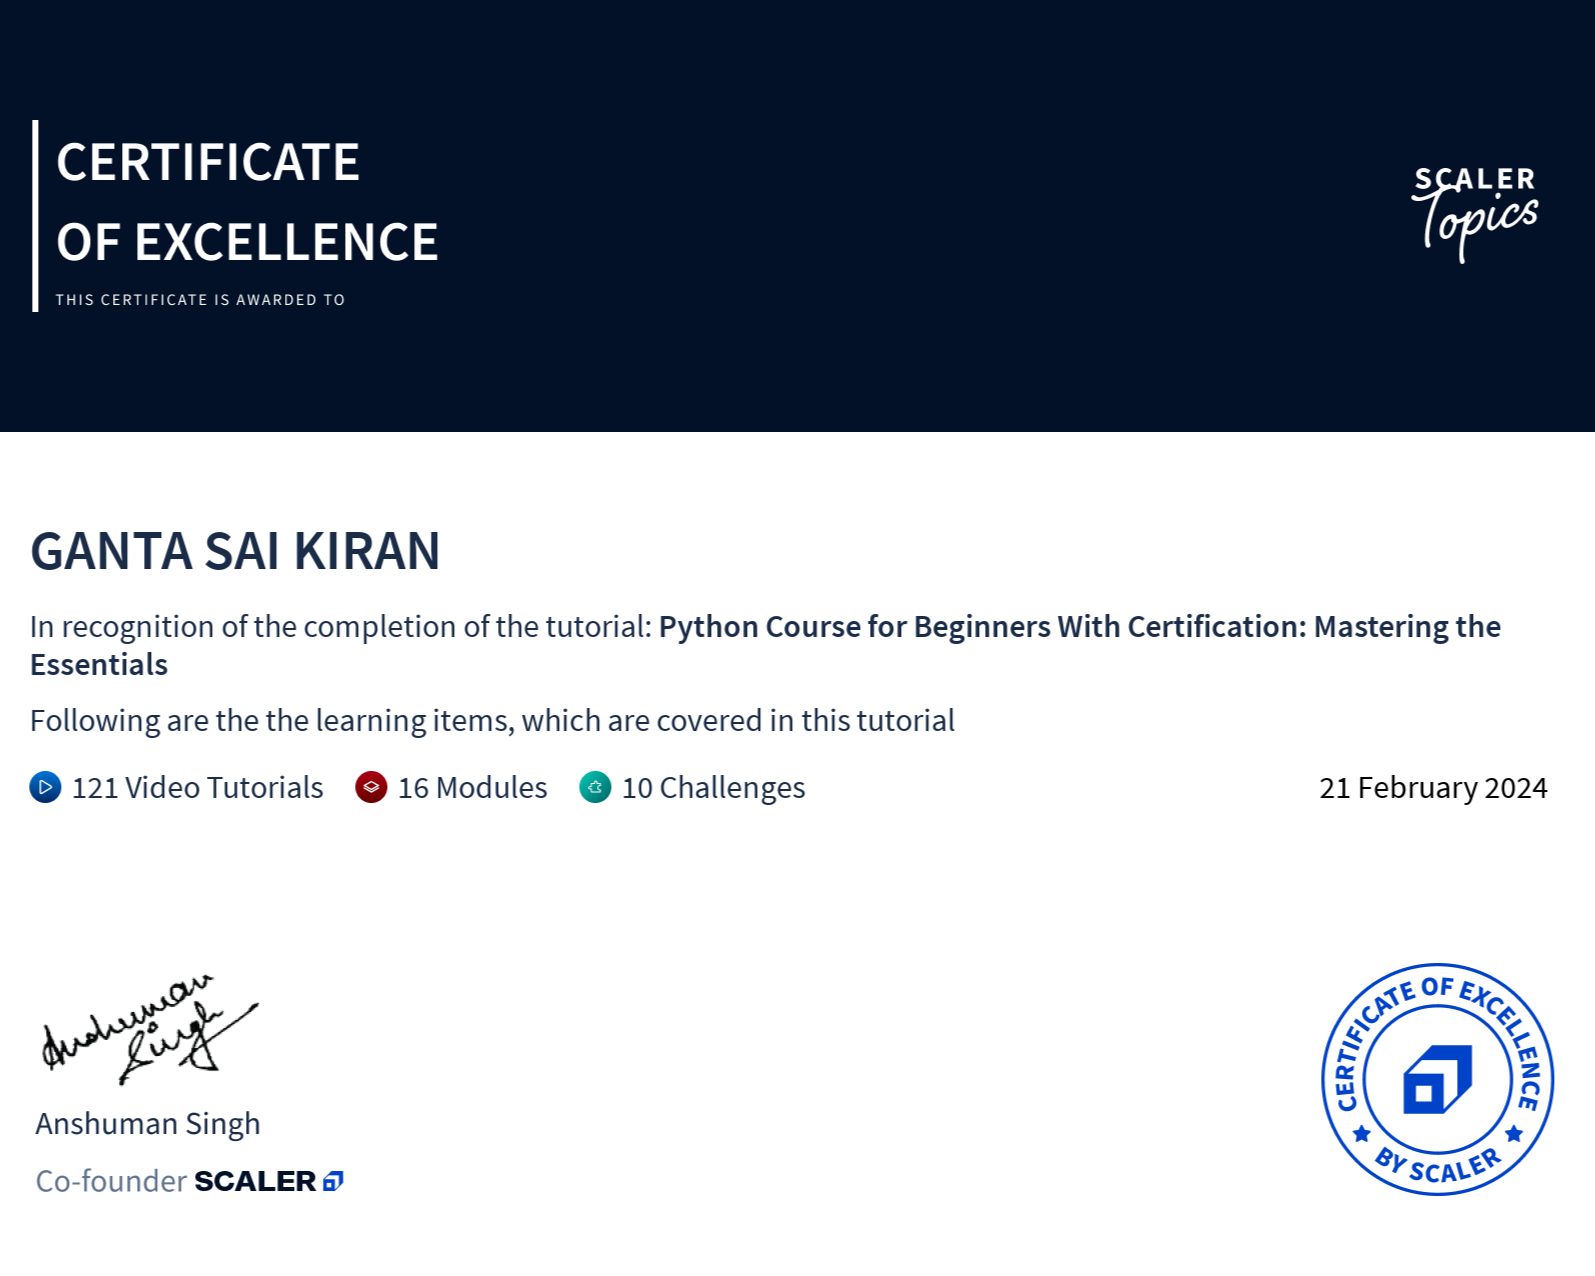 CERTIFICATE
OF EXCELLENCE
THIS CERTIFICATE IS AWARDED TO
SCALER
Topics
GANTA SAI KIRAN
In recognition of the completion of the tutorial: Python Course for Beginners With Certification: Mastering the
Essentials
Following are the the learning items, which are covered in this tutorial
121 Video Tutorials 16 Modules 10 Challenges 21 February 2024
Anshuman
Singh
Anshuman Singh
Co-founder SCALER
CERTIFICATE OF EXCELLENCE
BY SCALER